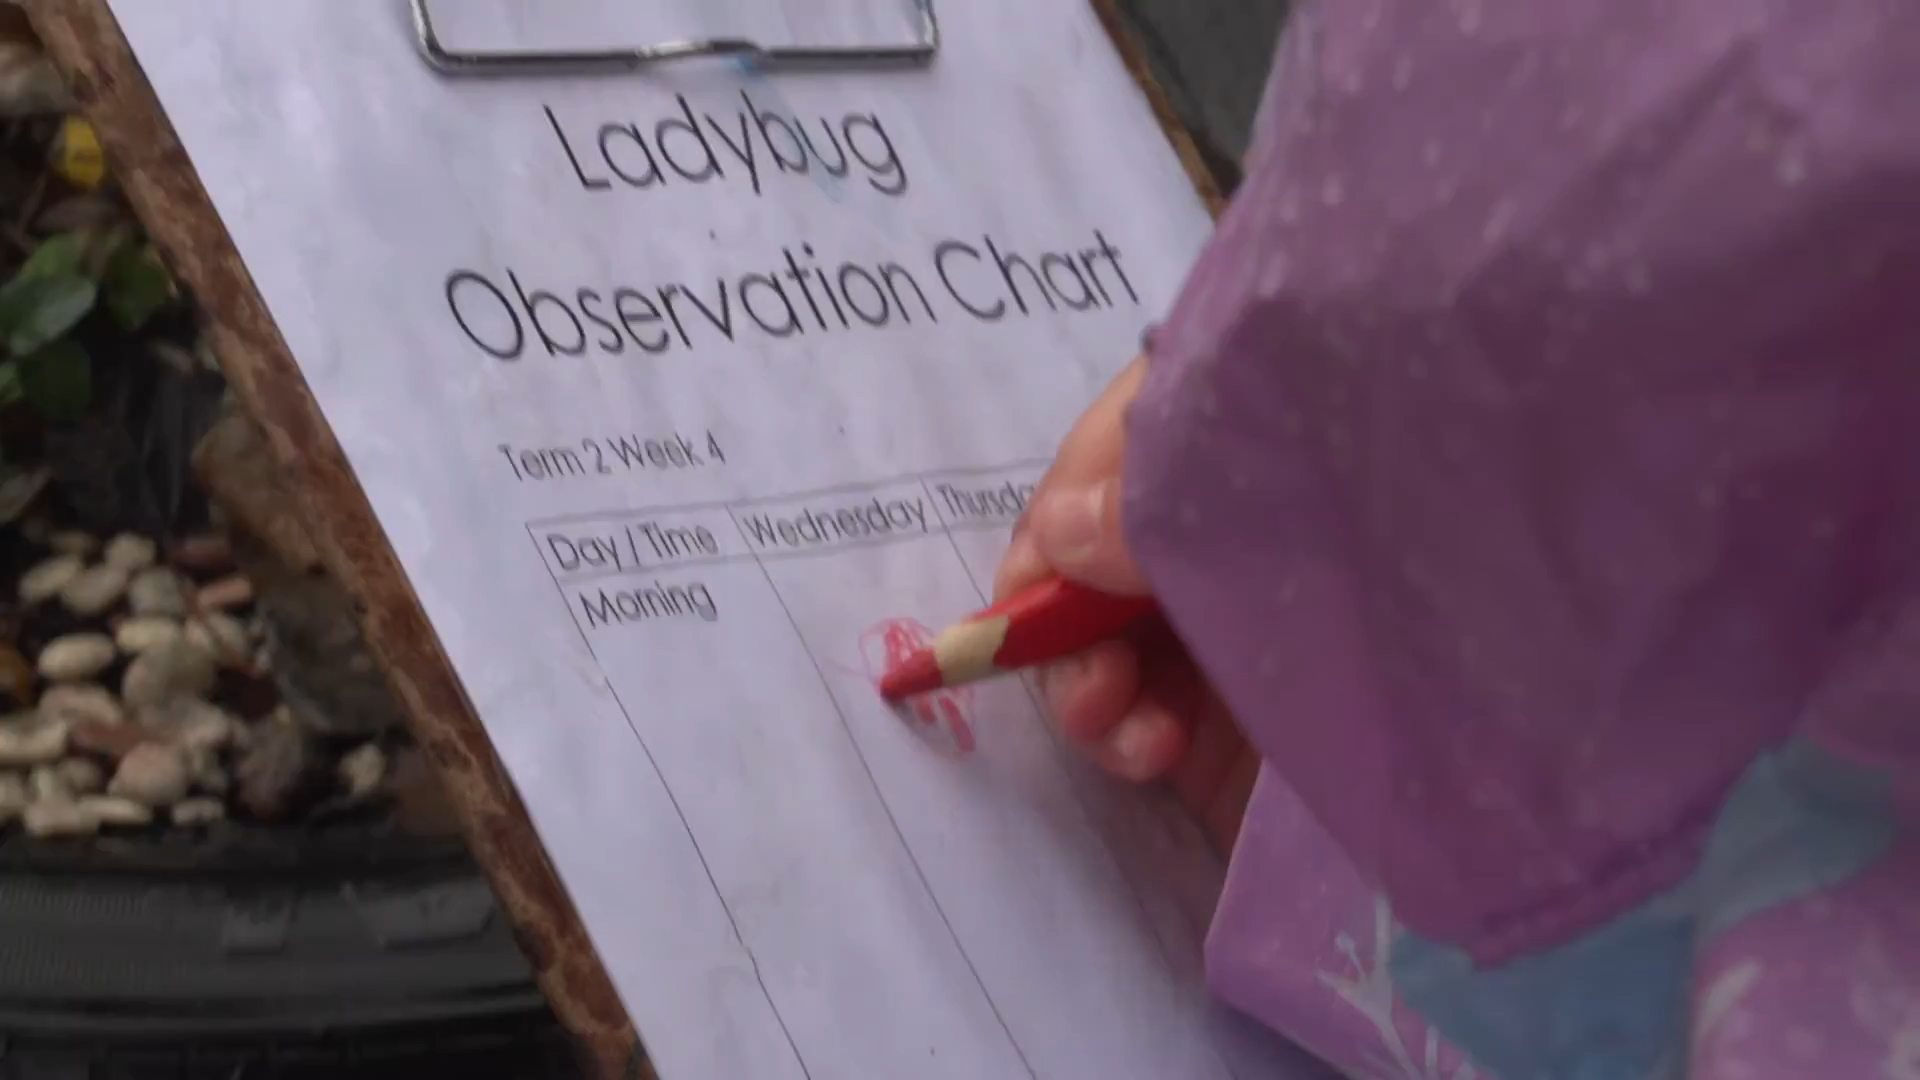 Ladybug
Observation Chart
Term 2 Week 4
Day / Time Wednesday
Morning